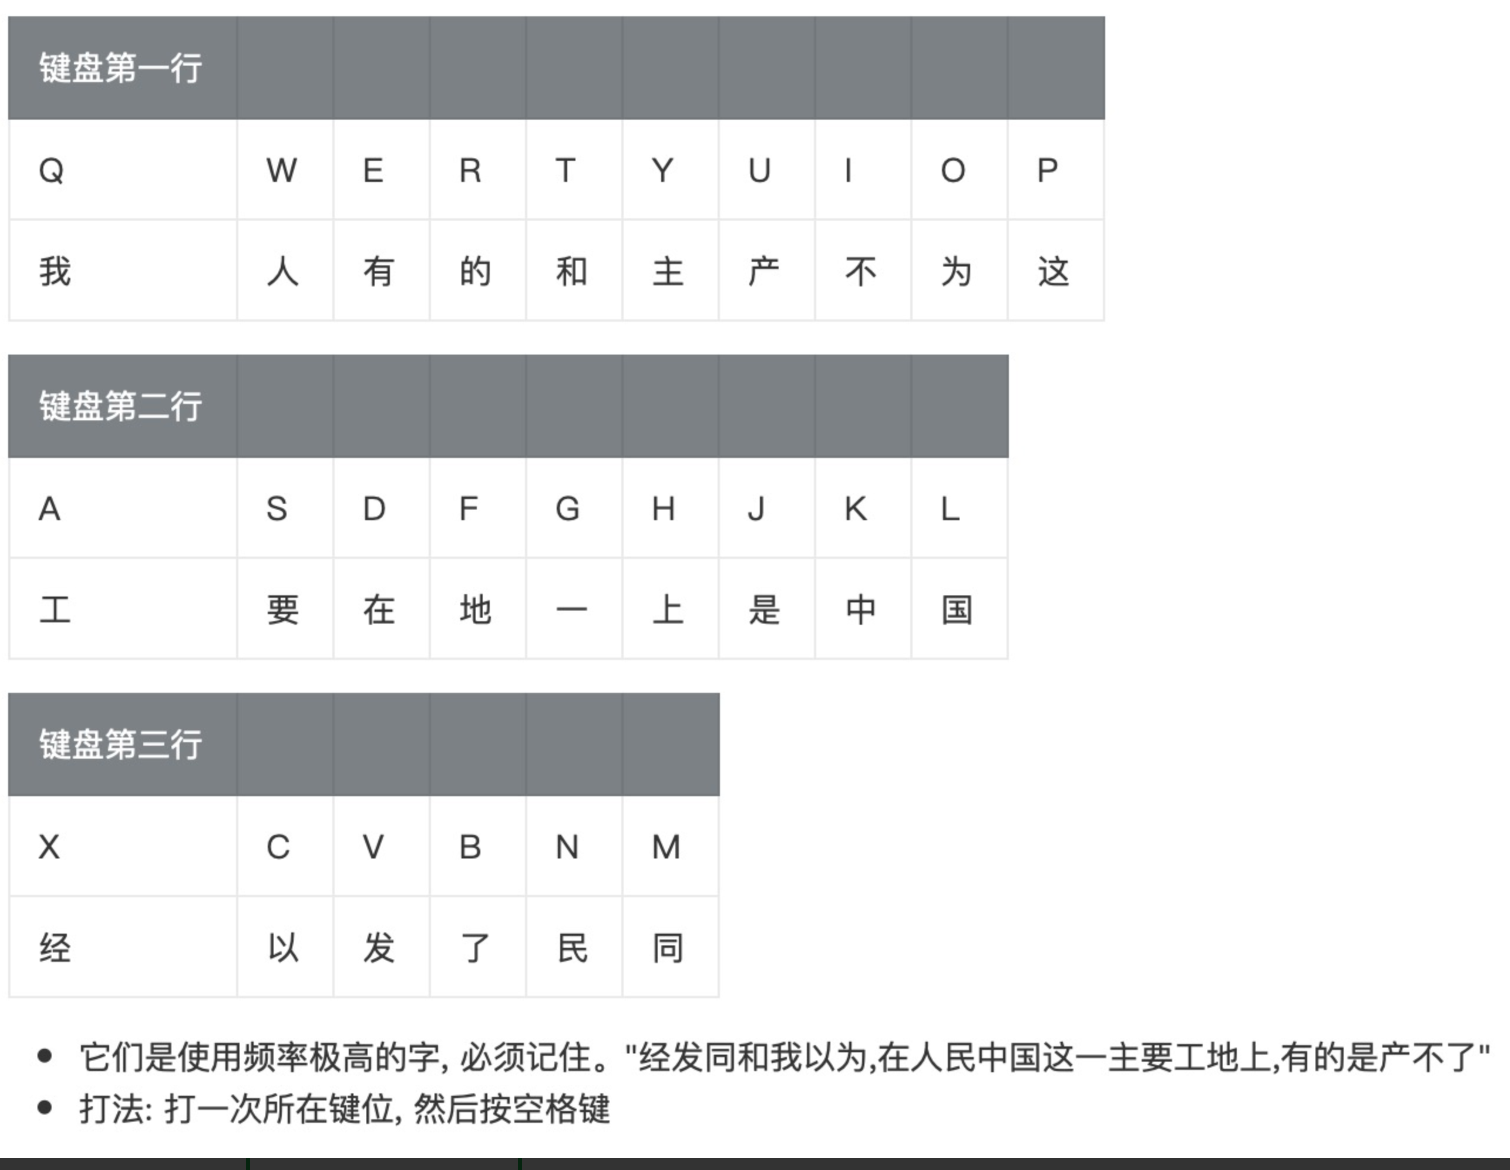 键盘第一行
Q W E R T Y U I O P
我 人 有 的 和 主 产 不 为 这
键盘第二行
A S D F G H J K L
工 要 在 地 一 上 是 中 国
键盘第三行
X C V B N M
经 以 发 了 民 同
它们是使用频率极高的字, 必须记住。"经发同和我以为,在人民中国这一主要工地上,有的是产不了"
打法: 打一次所在键位, 然后按空格键